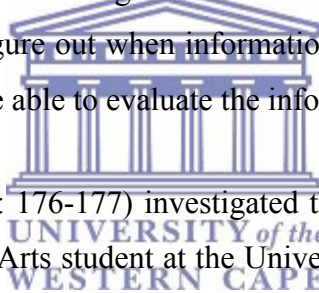 gure out when information
e able to evaluate the info
: 176-177) investigated t
UNIVERSITY of the
Arts student at the Unive
WESTERN CAPE